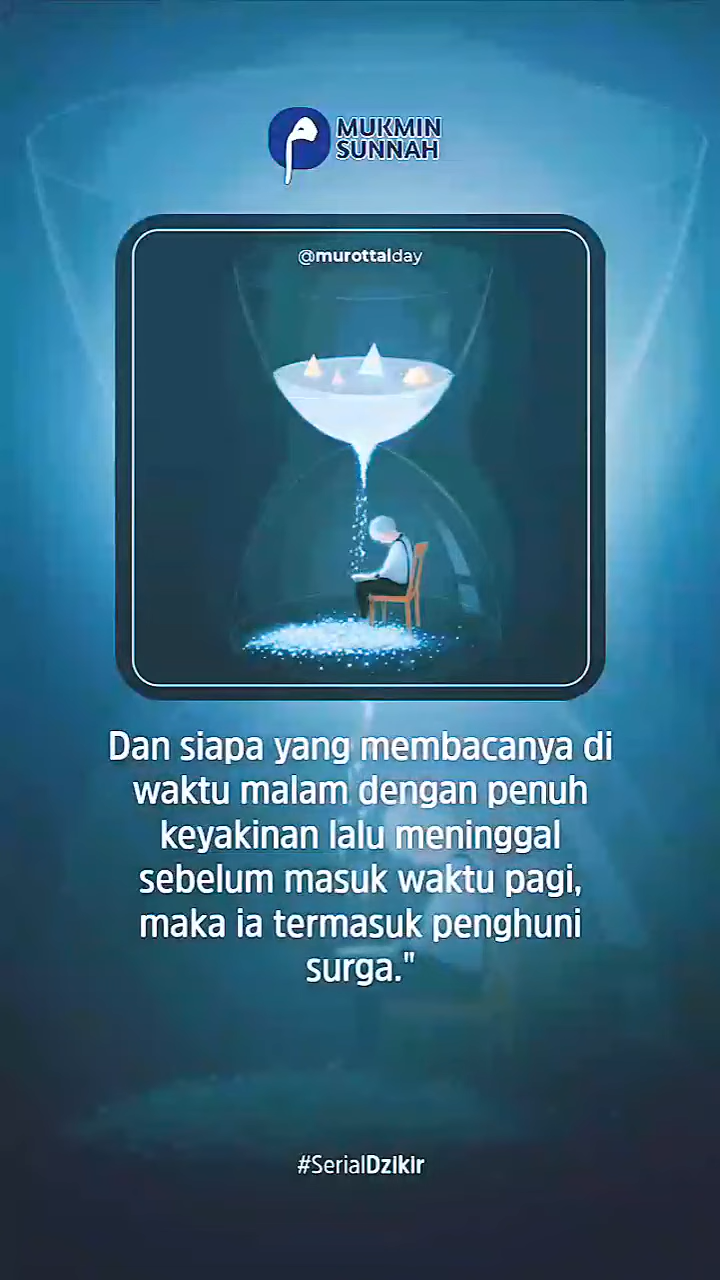 MUKMIN
SUNNAH
@murottalday
Dan siapa yang membacanya di
waktu malam dengan penuh
keyakinan lalu meninggal
sebelum masuk waktu pagi,
maka ia termasuk penghuni
surga."
#SerialDzikir